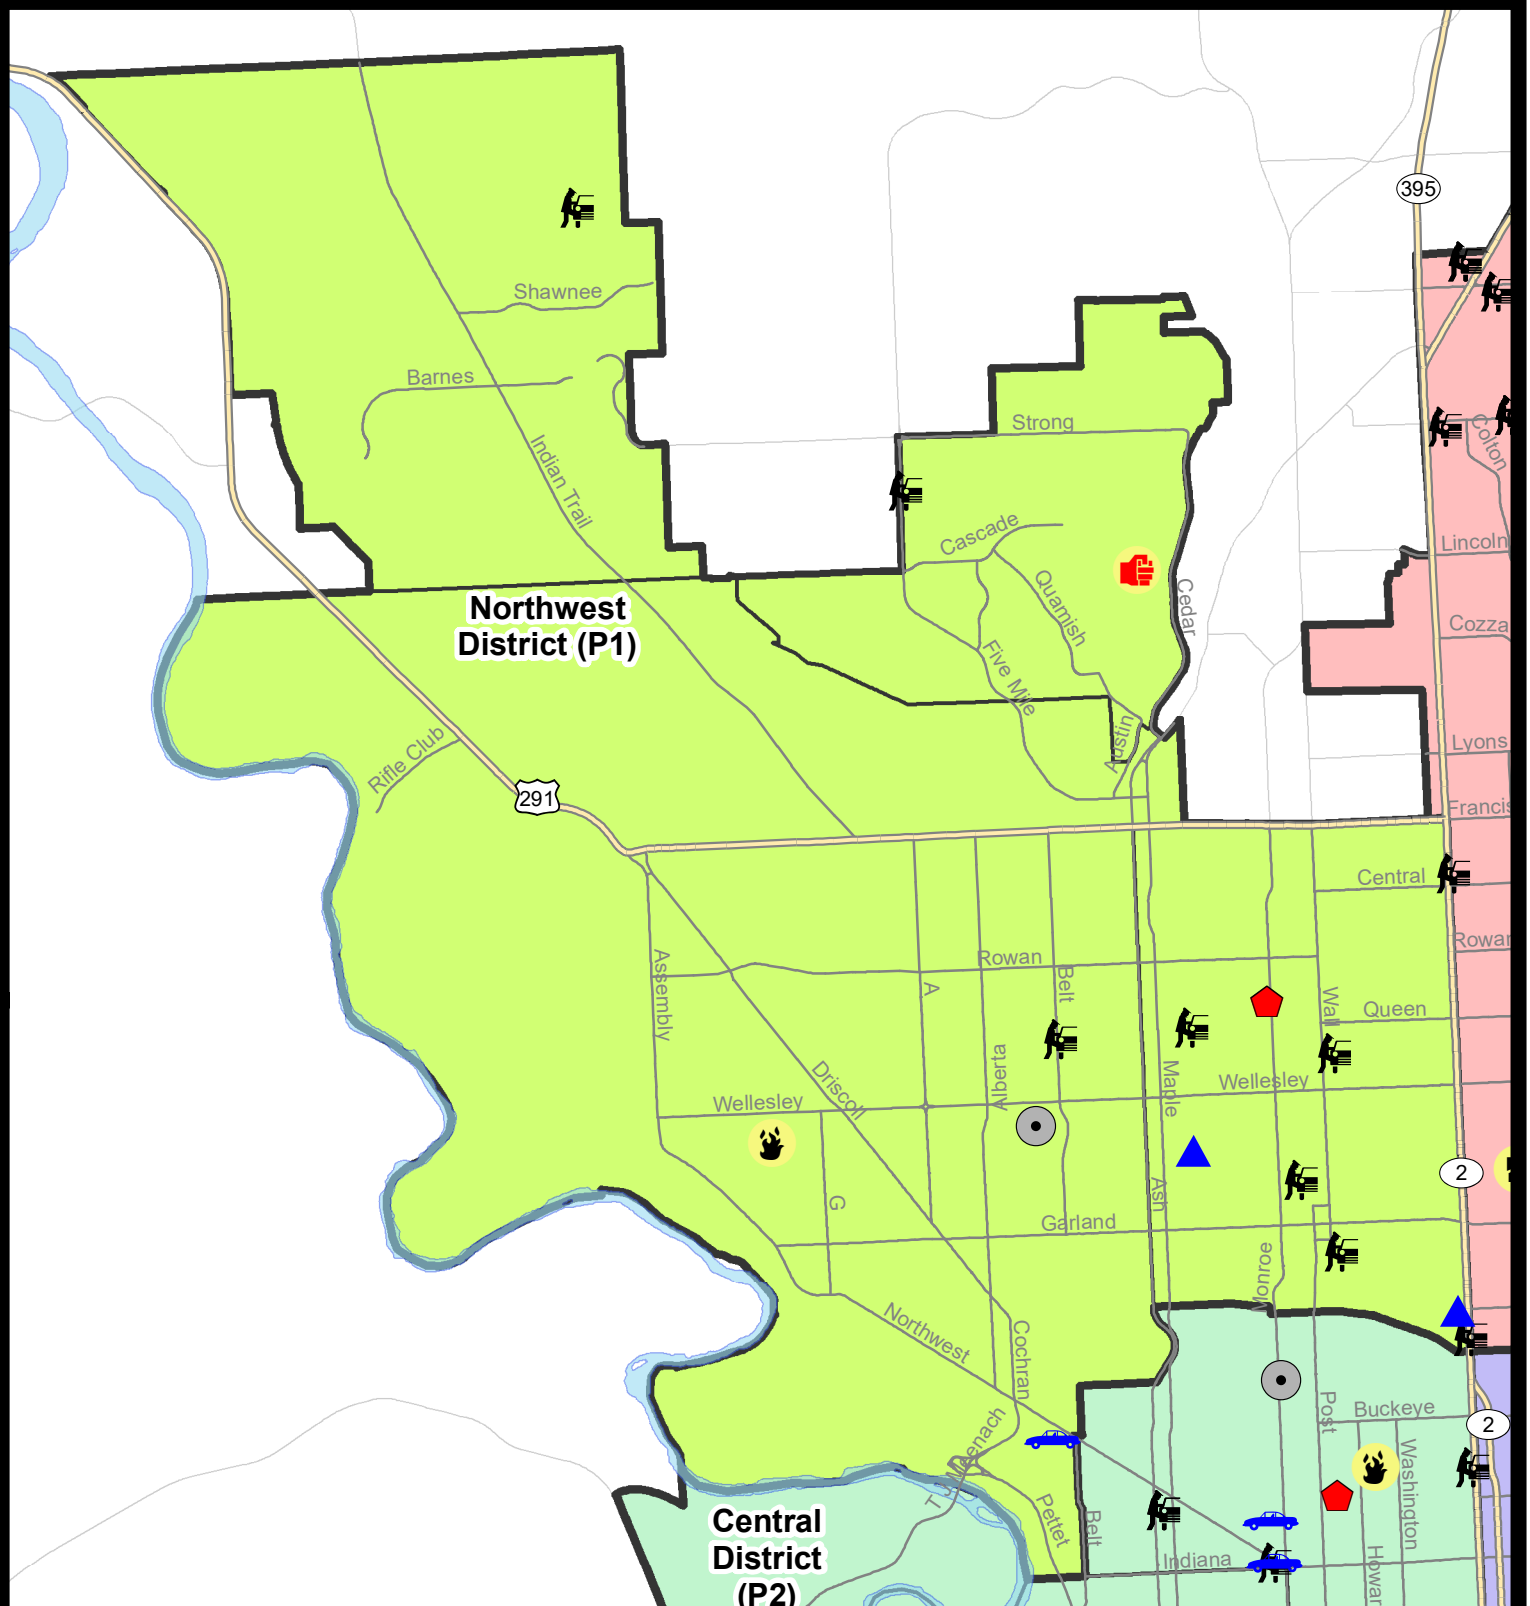 395
Shawnee
Barnes
Strong
Colton
Indian Trail
Cascade
Lincoln
Quamish
Cedar
Northwest
District (P1)
Cozza
Five Mile
Austin
Lyons
Rifle Club
291
Francis
Central
Rowan
Rowan
Assembly
A
Belt
Wall
Queen
Alberta
Driscoll
Maple
Wellesley
Wellesley
2
Ash
G
Garland
Monroe
Northwest
Cochran
Post
Buckeye
2
T J Meenach
Washington
Pettet
Belt
Central
District
(P2)
Indiana
Howar